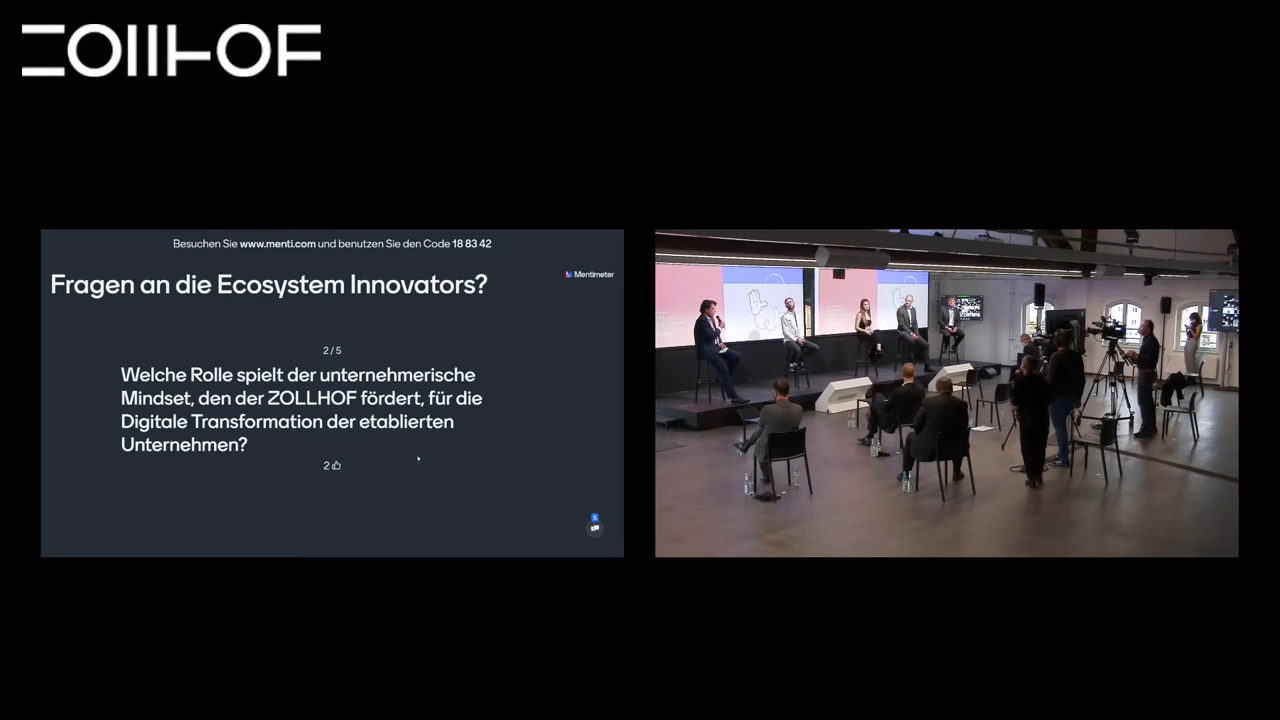 ZOLLHOF
Besuchen Sie www.menti.com und benutzen Sie den Code 18 83 42
Fragen an die Ecosystem Innovators?
Mentimeter
2 / 5
Welche Rolle spielt der unternehmerische
Mindset, den der ZOLLHOF fördert, für die
Digitale Transformation der etablierten
Unternehmen?
2
5